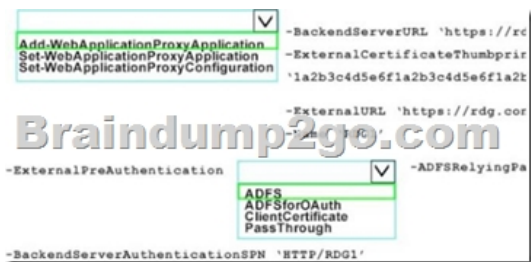 -BackendServerURL 'https://rd
Add-WebApplicationProxyApplication
Set-WebApplicationProxyApplication
Set-WebApplicationProxyConfiguration
-ExternalCertificateThumbprin
'1a2b3c4d5e6f1a2b3c4d5e6f1a2b
-ExternalURL 'https://rdg.con
Braindump2go.com
-ExternalPreAuthentication
-ADFSRelyingPa
ADFS
ADFSforOAuth
ClientCertificate
PassThrough
-BackendServerAuthenticationSPN 'HTTP/RDG1'